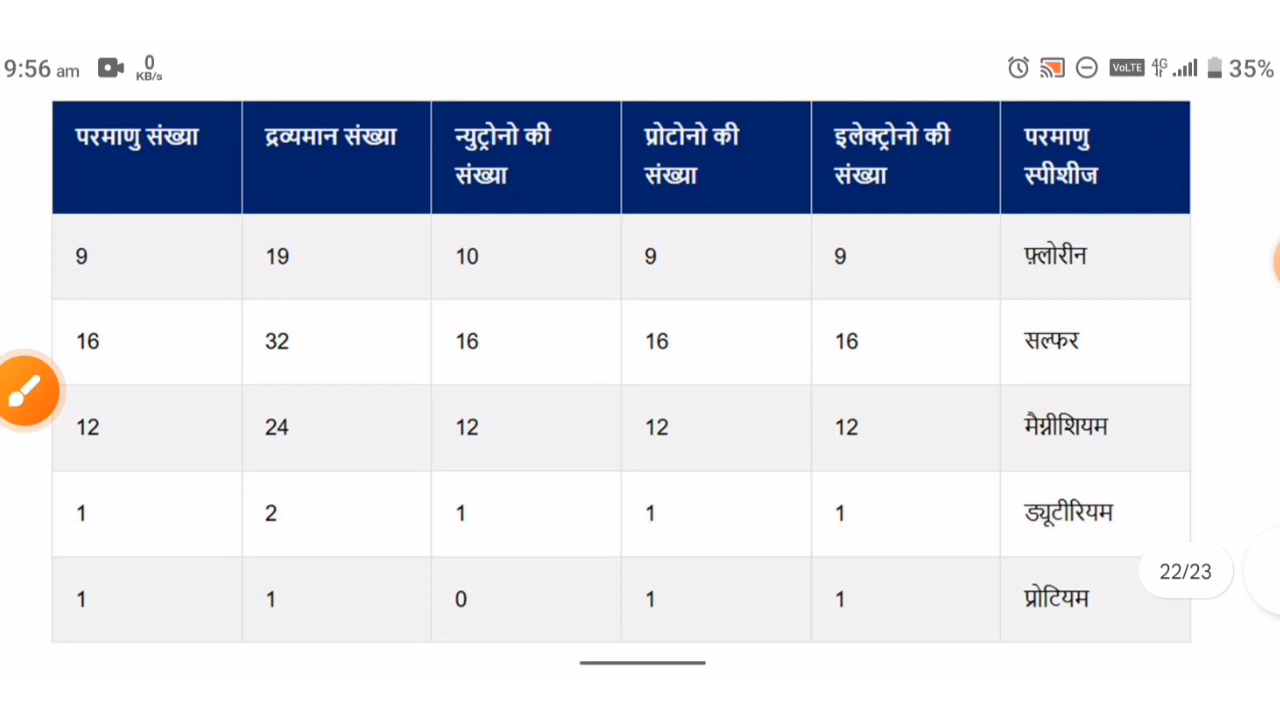 9:56 am 0 KB/s VoLTE 4G 35%
परमाणु संख्या द्रव्यमान संख्या न्युट्रोनो की संख्या प्रोटोनो की संख्या इलेक्ट्रोनो की संख्या परमाणु स्पीशीज
9 19 10 9 9 फ़्लोरीन
16 32 16 16 16 सल्फर
12 24 12 12 12 मैग्नीशियम
1 2 1 1 1 ड्यूटीरियम
22/23
1 1 0 1 1 प्रोटियम